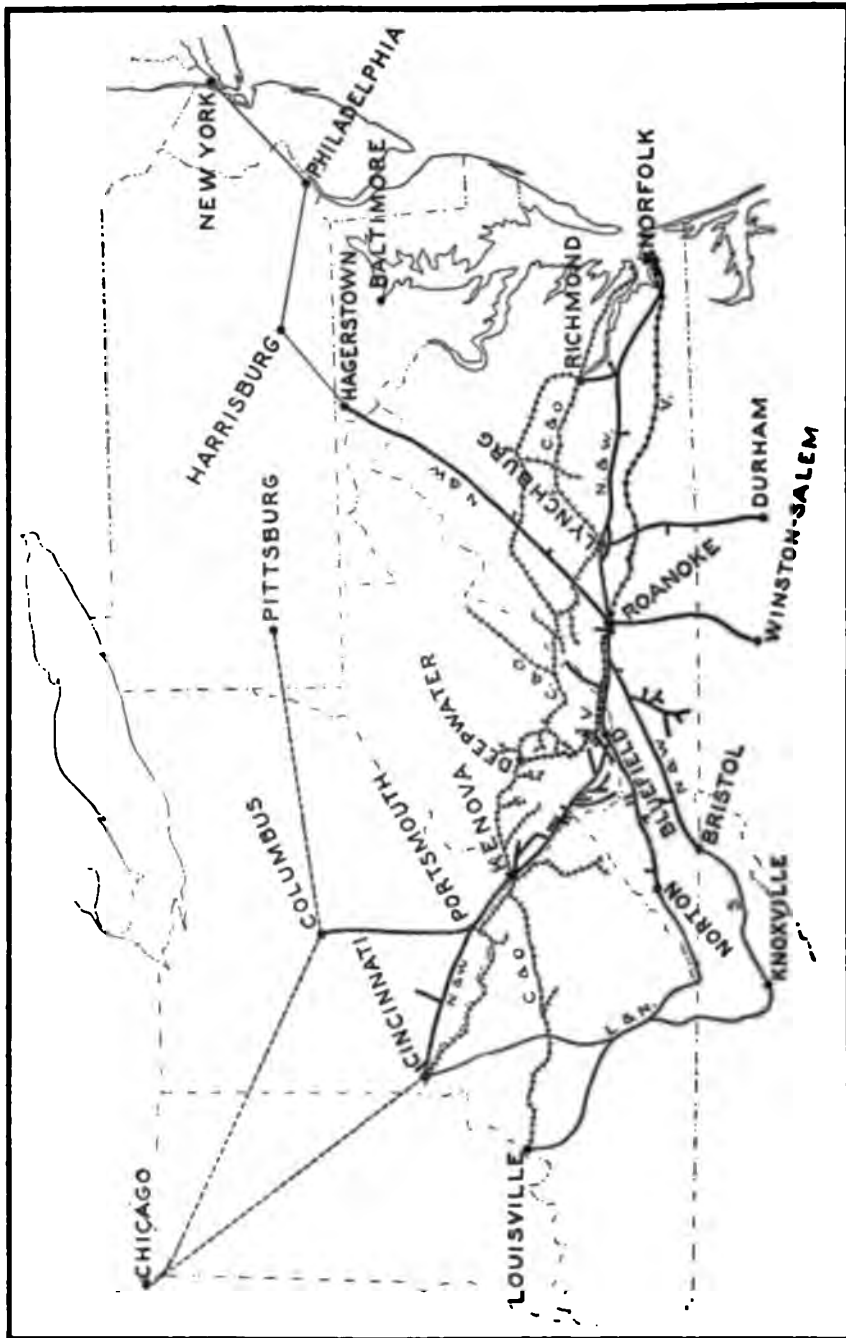 CHICAGO
NEW YORK
PHILADELPHIA
HARRISBURG
HAGERSTOWN
BALTIMORE
PITTSBURG
COLUMBUS
CINCINNATI
PORTSMOUTH
KENOVA
DEEPWATER
LOUISVILLE
LYNCHBURG
RICHMOND
NORFOLK
ROANOKE
BLUEFIELD
NORTON
BRISTOL
KNOXVILLE
DURHAM
WINSTON-SALEM
N & W
N & W
C & O
C & O
C & O
N & W.
V.
V
N & W
L & N.
S